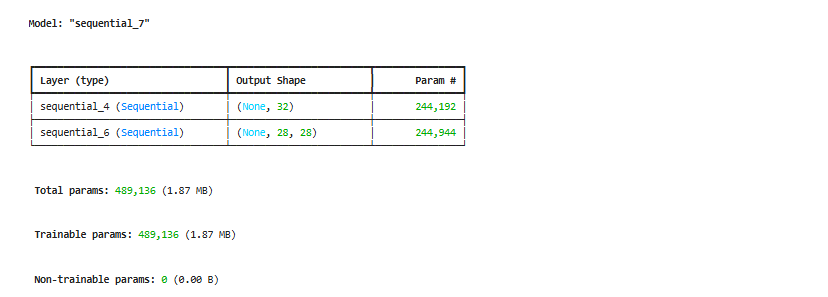 Model: "sequential_7"
Layer (type) Output Shape Param #
sequential_4 (Sequential) (None, 32) 244,192
sequential_6 (Sequential) (None, 28, 28) 244,944
Total params: 489,136 (1.87 MB)
Trainable params: 489,136 (1.87 MB)
Non-trainable params: 0 (0.00 B)